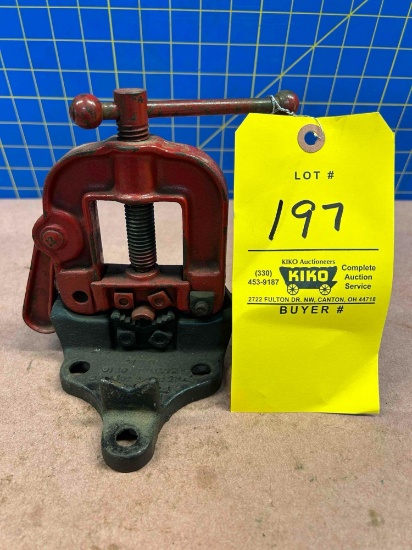 LOT #
197
KIKO Auctioneers
(330)
453-9187
KIKO
Complete
Auction
Service
2722 FULTON DR. NW, CANTON, OH 44718
BUYER #